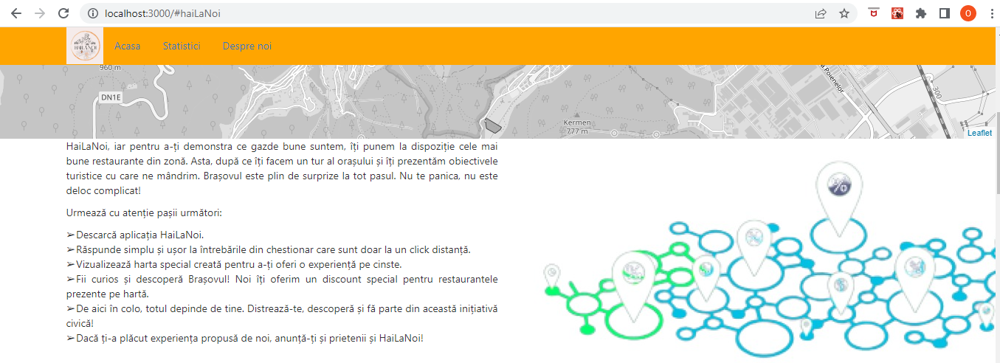 localhost:3000/#haiLaNoi
O
HAILANOI
Acasa
Statistici
Despre noi
960 m
DN1E
Kermen
777 m
a Poienelor
300
Leaflet
HaiLaNoi, iar pentru a-ți demonstra ce gazde bune suntem, îți punem la dispoziție cele mai
bune restaurante din zonă. Asta, după ce îți facem un tur al orașului și îți prezentăm obiectivele
turistice cu care ne mândrim. Brașovul este plin de surprize la tot pasul. Nu te panica, nu este
deloc complicat!
Urmează cu atenție pașii următori:
➢Descarcă aplicația HaiLaNoi.
➢Răspunde simplu și ușor la întrebările din chestionar care sunt doar la un click distanță.
➢Vizualizează harta special creată pentru a-ți oferi o experiență pe cinste.
➢Fii curios și descoperă Brașovul! Noi îți oferim un discount special pentru restaurantele
prezente pe hartă.
➢De aici în colo, totul depinde de tine. Distrează-te, descoperă și fă parte din această inițiativă
civică!
➢Dacă ți-a plăcut experiența propusă de noi, anunță-ți și prietenii și HaiLaNoi!